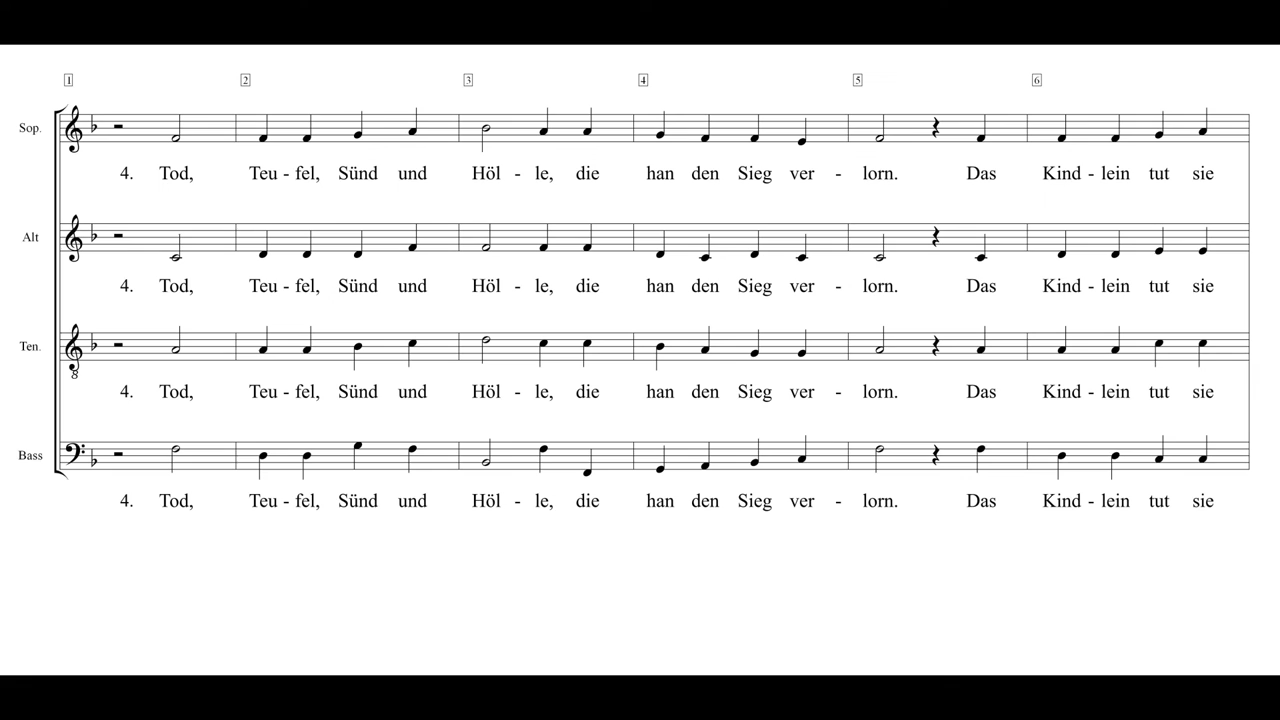 1 2 3 4 5 6
Sop.
4. Tod, Teu - fel, Sünd und Höl - le, die han den Sieg ver - lorn. Das Kind - lein tut sie
Alt
4. Tod, Teu - fel, Sünd und Höl - le, die han den Sieg ver - lorn. Das Kind - lein tut sie
Ten.
8
4. Tod, Teu - fel, Sünd und Höl - le, die han den Sieg ver - lorn. Das Kind - lein tut sie
Bass
4. Tod, Teu - fel, Sünd und Höl - le, die han den Sieg ver - lorn. Das Kind - lein tut sie